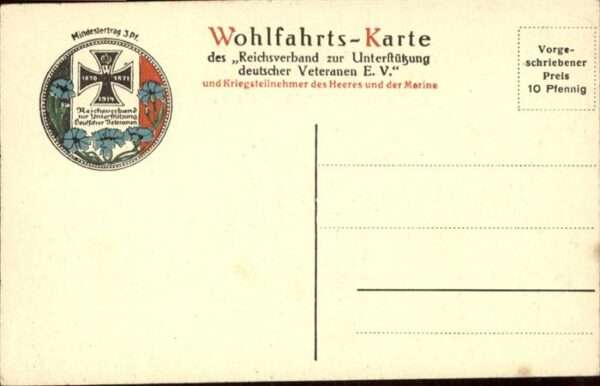 Mindestertrag 3 Pf.
1870 1871
1914
Reichsverband
zur Unterstützung
Deutscher Veteranen
Wohlfahrts-Karte
des „Reichsverband zur Unterstützung
deutscher Veteranen E. V.“
und Kriegsteilnehmer des Heeres und der Marine
Vorge-
schriebener
Preis
10 Pfennig